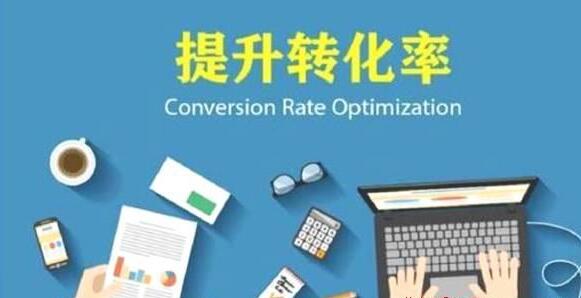 提升转化率
Conversion Rate Optimization